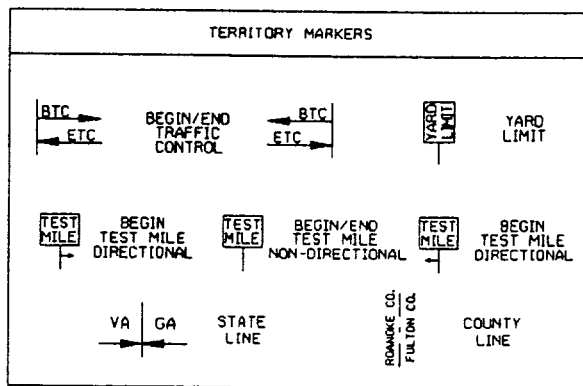 TERRITORY MARKERS
BTC
ETC
BEGIN/END
TRAFFIC
CONTROL
BTC
ETC
YARD
LIMIT
YARD
LIMIT
TEST
MILE
BEGIN
TEST MILE
DIRECTIONAL
TEST
MILE
BEGIN/END
TEST MILE
NON-DIRECTIONAL
TEST
MILE
BEGIN
TEST MILE
DIRECTIONAL
VA
GA
STATE
LINE
ROANOKE CO.
FULTON CO.
COUNTY
LINE